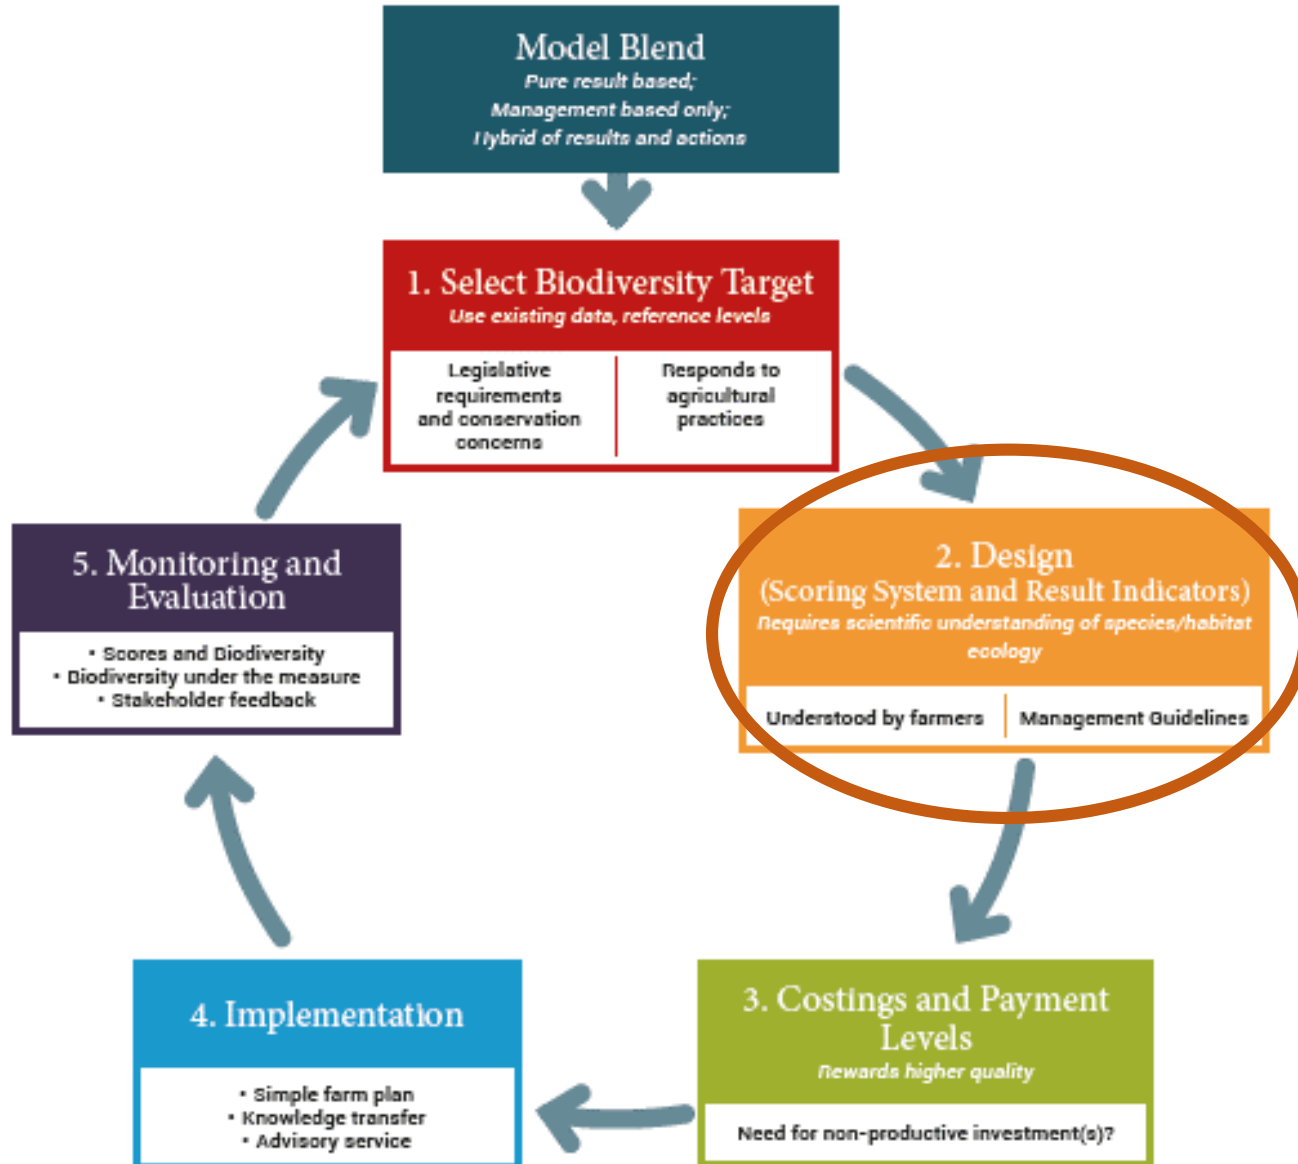 Model Blend
Pure result based;
Management based only;
Hybrid of results and actions
1. Select Biodiversity Target
Use existing data, reference levels
Legislative
requirements
and conservation
concerns
Responds to
agricultural
practices
2. Design
(Scoring System and Result Indicators)
Requires scientific understanding of species/habitat
ecology
Understood by farmers
Management Guidelines
3. Costings and Payment
Levels
Rewards higher quality
Need for non-productive investment(s)?
4. Implementation
• Simple farm plan
• Knowledge transfer
• Advisory service
5. Monitoring and
Evaluation
• Scores and Biodiversity
• Biodiversity under the measure
• Stakeholder feedback